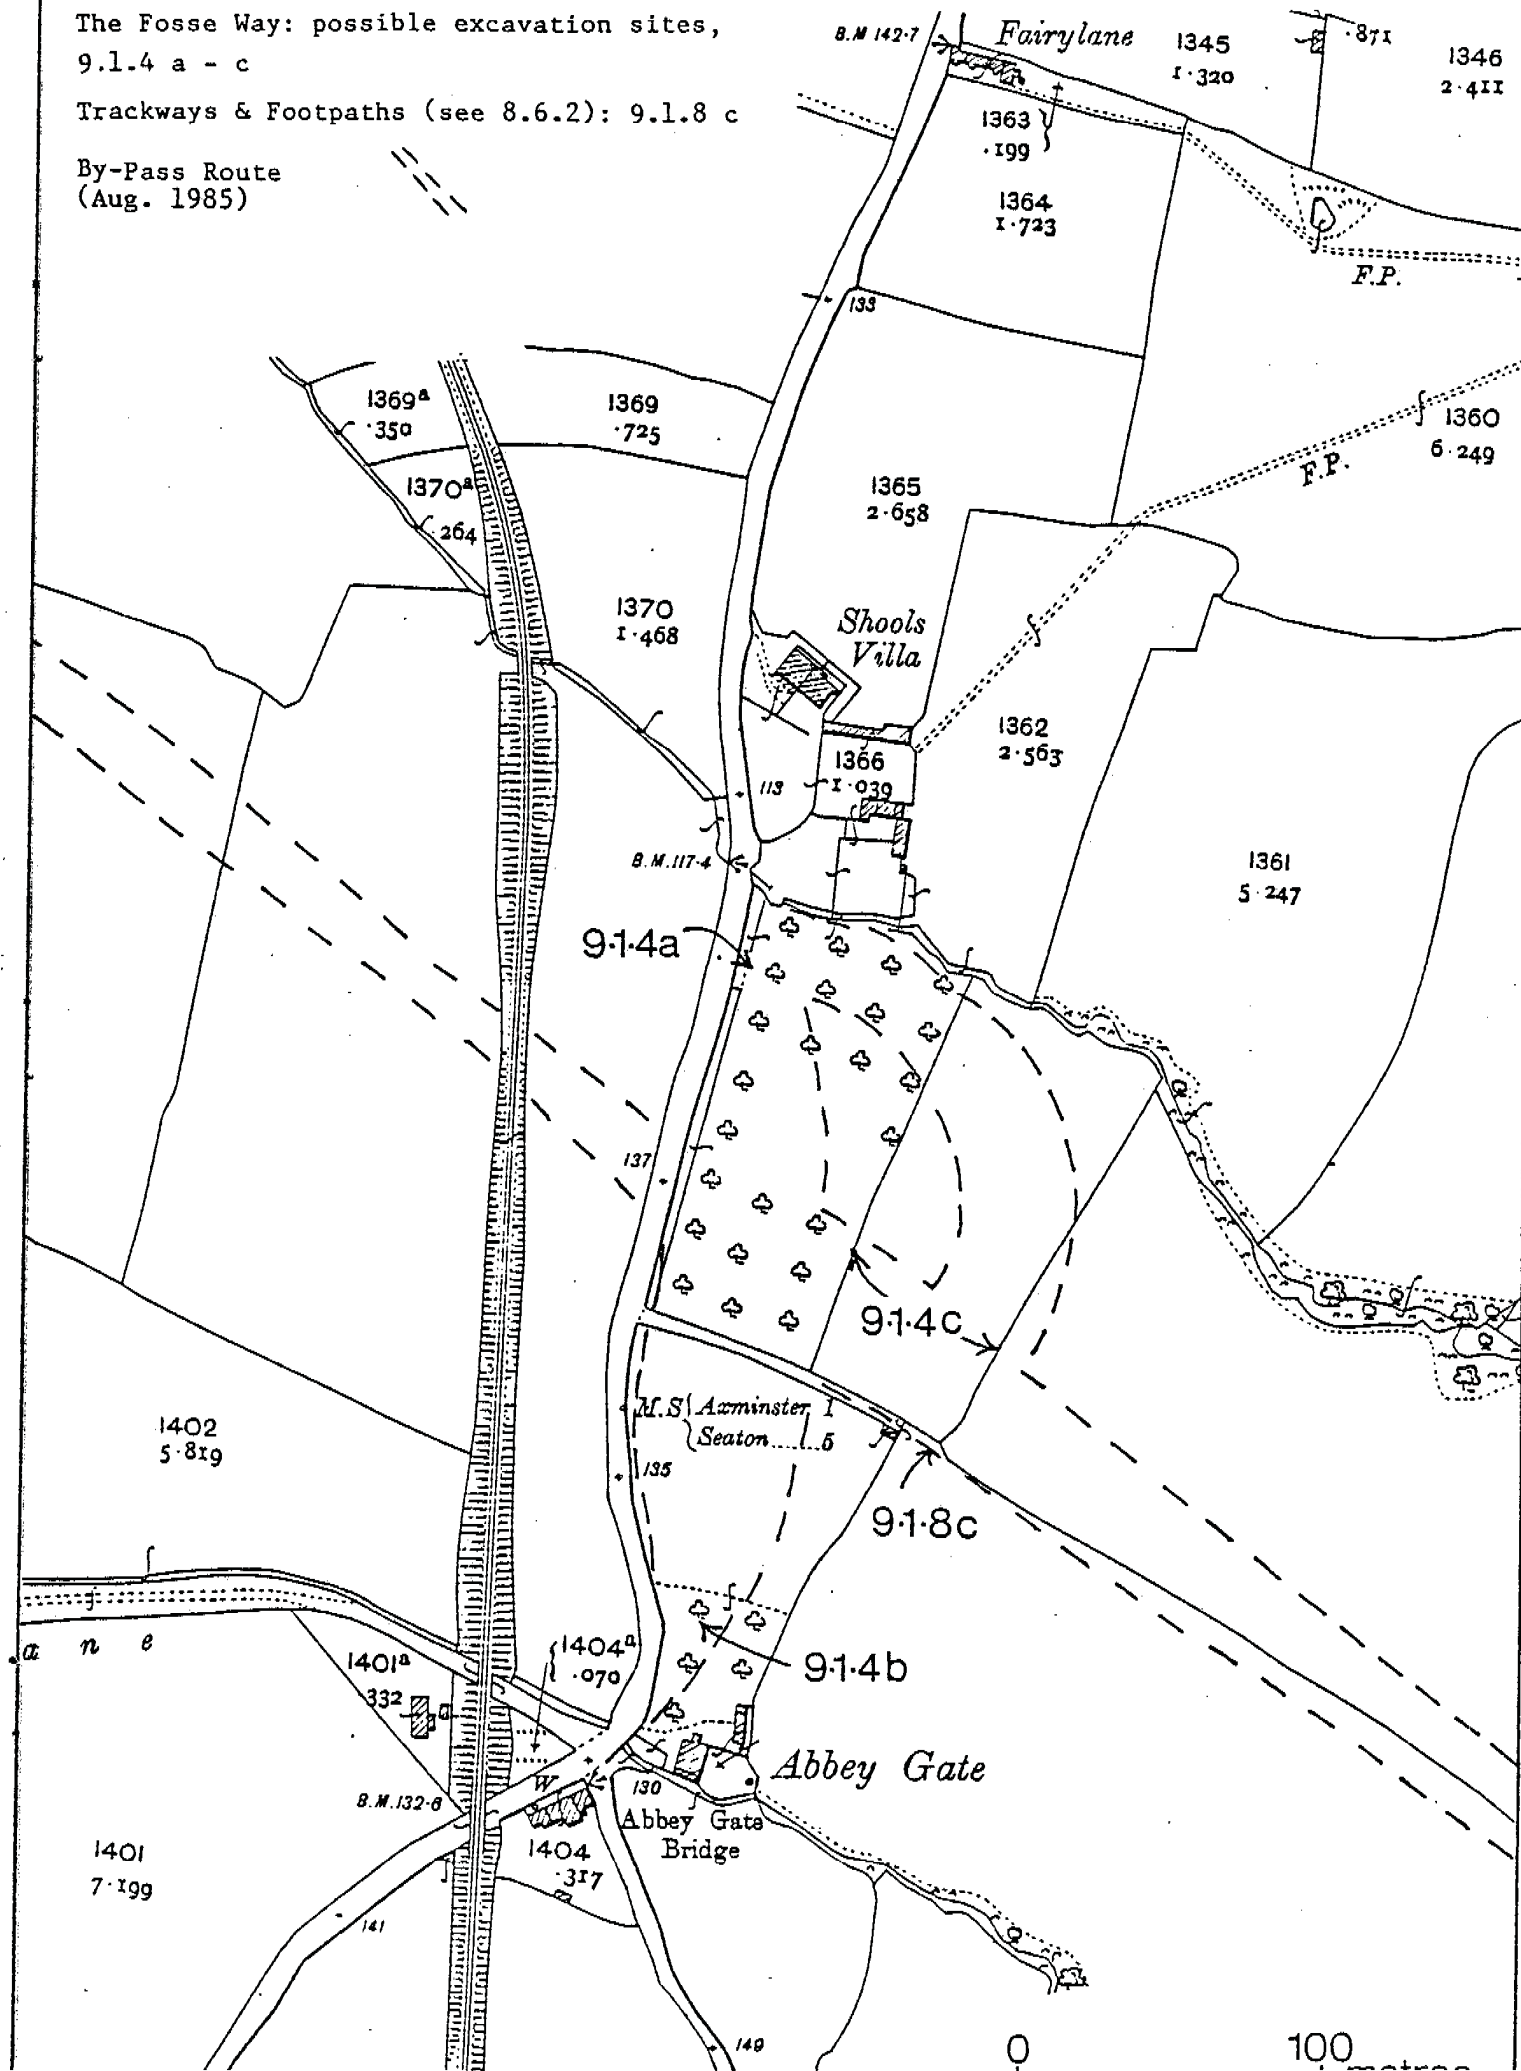 The Fosse Way: possible excavation sites,
9.1.4 a - c
Trackways & Footpaths (see 8.6.2): 9.1.8 c
By-Pass Route
(Aug. 1985)
B.M 142·7
Fairylane
1345
1·320
·871
1346
2·411
1363
·199
1364
1·723
F.P.
133
1369ª
·350
1369
·725
1360
6·249
F.P.
1370ª
·264
1365
2·658
1370
1·468
Shools
Villa
1362
2·563
1366
1·039
113
B.M.117·4
1361
5·247
9·1·4a
137
9·1·4c
M.S Axminster 1
Seaton 5
1402
5·819
135
9·1·8c
a n e
1404ª
·070
1401ª
·332
9·1·4b
Abbey Gate
W
130
B.M.132·6
Abbey Gate
Bridge
1404
·317
1401
7·199
141
149
0 100
metres